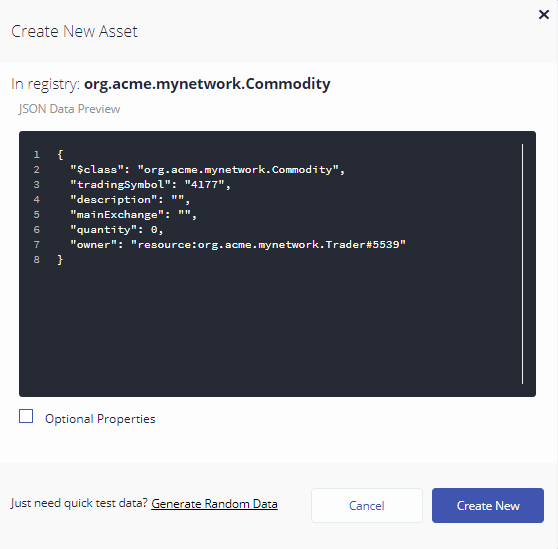 Create New Asset
In registry: org.acme.mynetwork.Commodity
JSON Data Preview
1 {
2 "$class": "org.acme.mynetwork.Commodity",
3 "tradingSymbol": "4177",
4 "description": "",
5 "mainExchange": "",
6 "quantity": 0,
7 "owner": "resource:org.acme.mynetwork.Trader#5539"
8 }
Optional Properties
Just need quick test data? Generate Random Data
Cancel
Create New